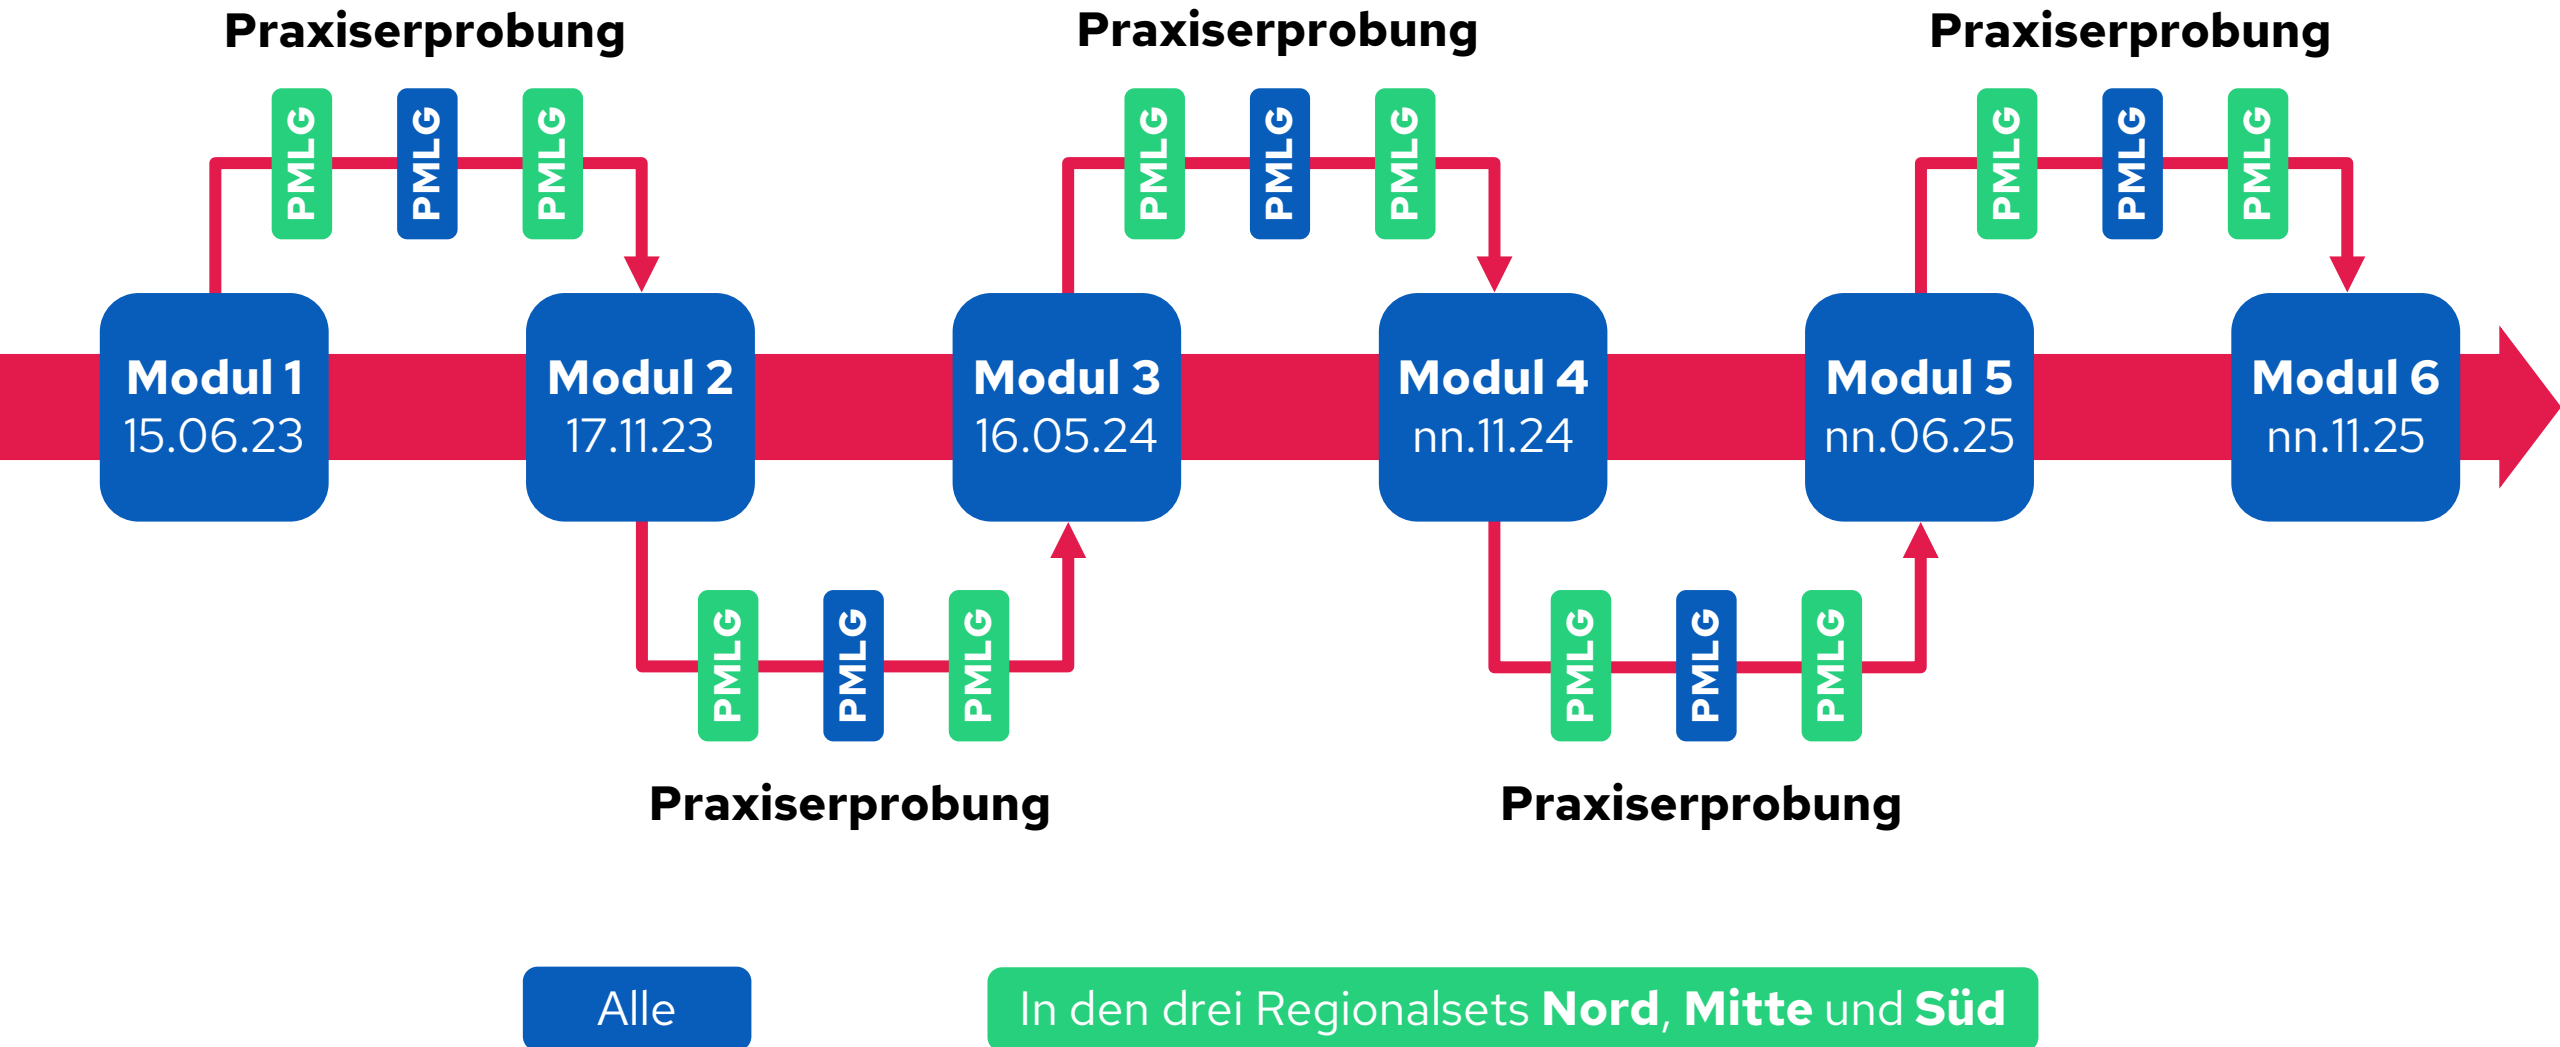 Praxiserprobung
Praxiserprobung
Praxiserprobung
PMLG
PMLG
PMLG
PMLG
PMLG
PMLG
PMLG
PMLG
PMLG
Modul 1
15.06.23
Modul 2
17.11.23
Modul 3
16.05.24
Modul 4
nn.11.24
Modul 5
nn.06.25
Modul 6
nn.11.25
PMLG
PMLG
PMLG
PMLG
PMLG
PMLG
Praxiserprobung
Praxiserprobung
Alle
In den drei Regionalsets Nord, Mitte und Süd